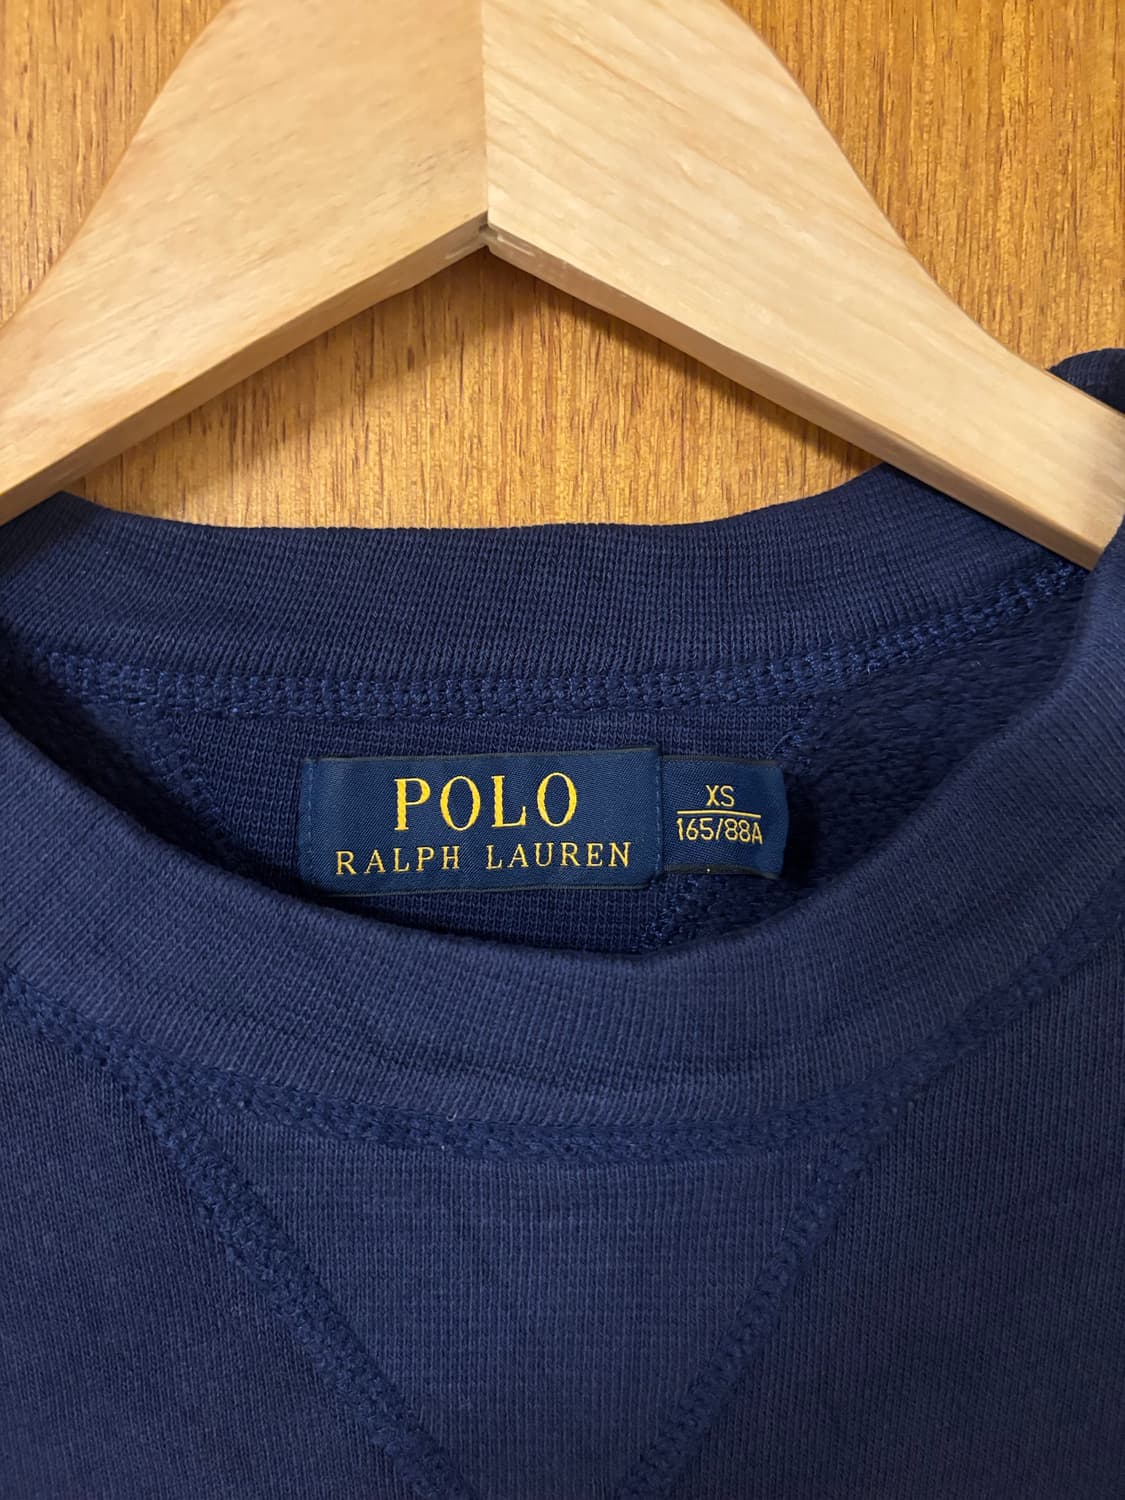 POLO
RALPH LAUREN
XS
165/88A